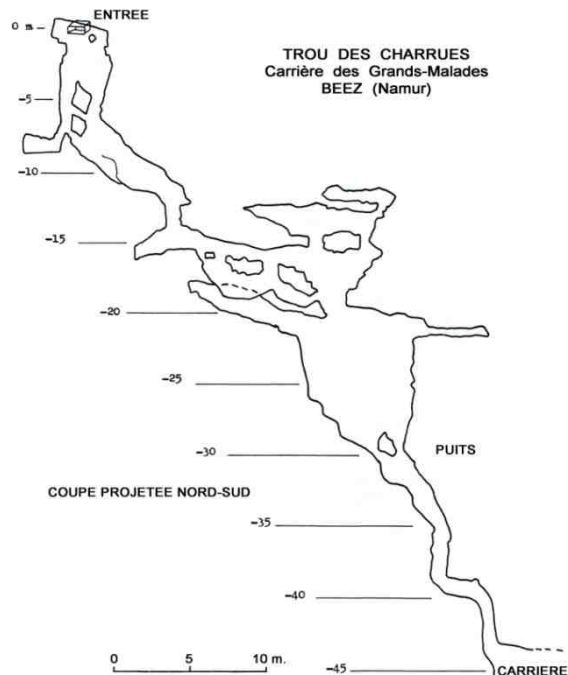 ENTREE
0 m
TROU DES CHARRUES
Carrière des Grands-Malades
BEEZ (Namur)
-5
-10
-15
-20
-25
-30
PUITS
COUPE PROJETEE NORD-SUD
-35
-40
0 5 10 m.
-45
CARRIERE